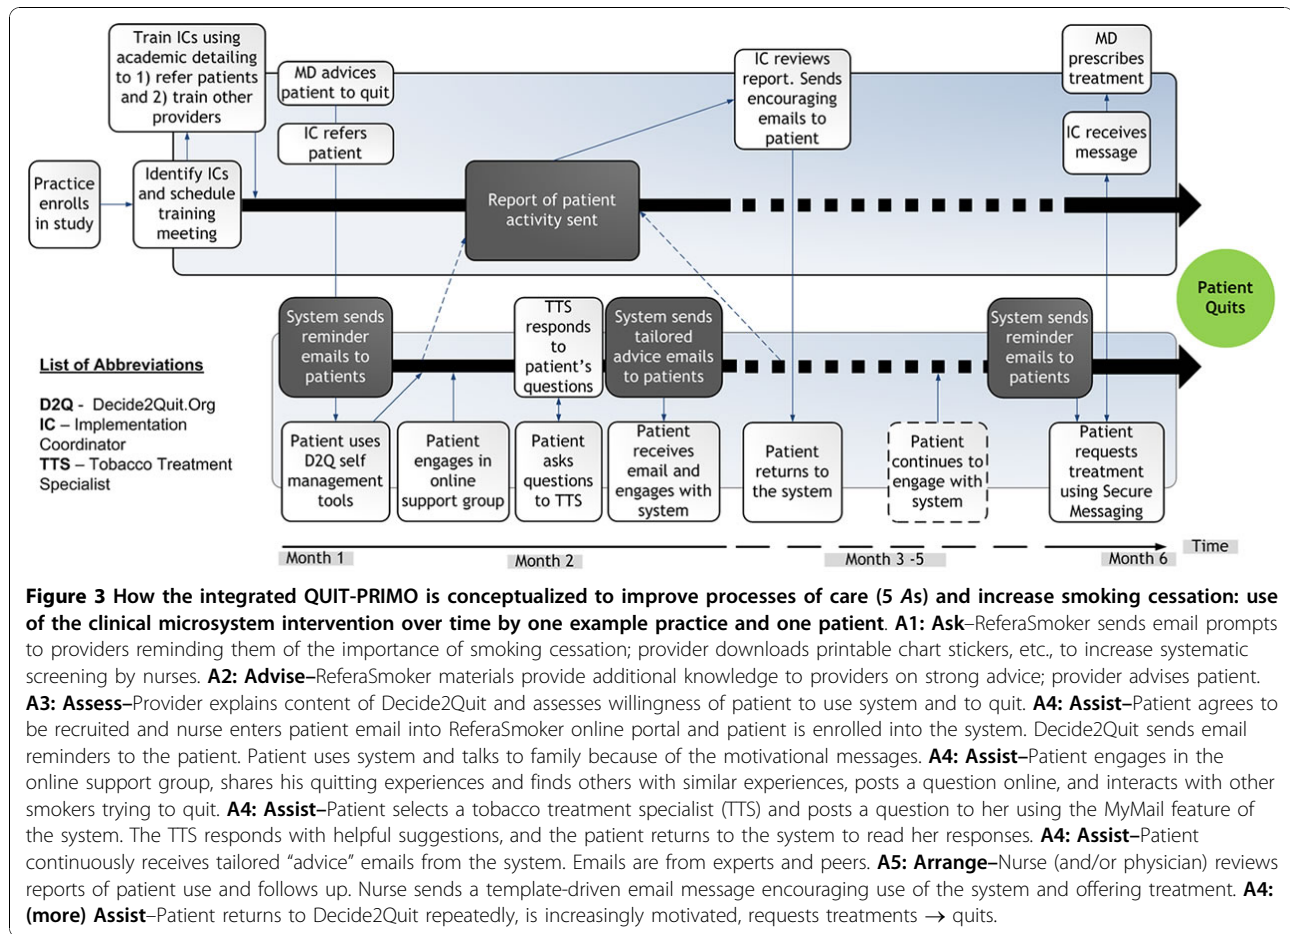 Train ICs using
academic detailing
to 1) refer patients
and 2) train other
providers
MD advices
patient to quit
IC refers
patient
IC reviews
report. Sends
encouraging
emails to
patient
MD
prescribes
treatment
IC receives
message
Practice
enrolls
in study
Identify ICs
and schedule
training
meeting
Report of patient
activity sent
Patient
Quits
System sends
reminder
emails to
patients
TTS
responds
to
patient's
questions
System sends
tailored
advice emails
to patients
System sends
reminder
emails to
patients
List of Abbreviations
D2Q - Decide2Quit.Org
IC – Implementation
Coordinator
TTS – Tobacco Treatment
Specialist
Patient uses
D2Q self
management
tools
Patient
engages in
online
support group
Patient
asks
questions
to TTS
Patient
receives
email and
engages with
system
Patient
returns to
the system
Patient
continues to
engage with
system
Patient
requests
treatment
using Secure
Messaging
Month 1
Month 2
Month 3 -5
Month 6
Time
Figure 3 How the integrated QUIT-PRIMO is conceptualized to improve processes of care (5 As) and increase smoking cessation: use
of the clinical microsystem intervention over time by one example practice and one patient. A1: Ask–ReferaSmoker sends email prompts
to providers reminding them of the importance of smoking cessation; provider downloads printable chart stickers, etc., to increase systematic
screening by nurses. A2: Advise–ReferaSmoker materials provide additional knowledge to providers on strong advice; provider advises patient.
A3: Assess–Provider explains content of Decide2Quit and assesses willingness of patient to use system and to quit. A4: Assist–Patient agrees to
be recruited and nurse enters patient email into ReferaSmoker online portal and patient is enrolled into the system. Decide2Quit sends email
reminders to the patient. Patient uses system and talks to family because of the motivational messages. A4: Assist–Patient engages in the
online support group, shares his quitting experiences and finds others with similar experiences, posts a question online, and interacts with other
smokers trying to quit. A4: Assist–Patient selects a tobacco treatment specialist (TTS) and posts a question to her using the MyMail feature of
the system. The TTS responds with helpful suggestions, and the patient returns to the system to read her responses. A4: Assist–Patient
continuously receives tailored “advice” emails from the system. Emails are from experts and peers. A5: Arrange–Nurse (and/or physician) reviews
reports of patient use and follows up. Nurse sends a template-driven email message encouraging use of the system and offering treatment. A4:
(more) Assist–Patient returns to Decide2Quit repeatedly, is increasingly motivated, requests treatments → quits.